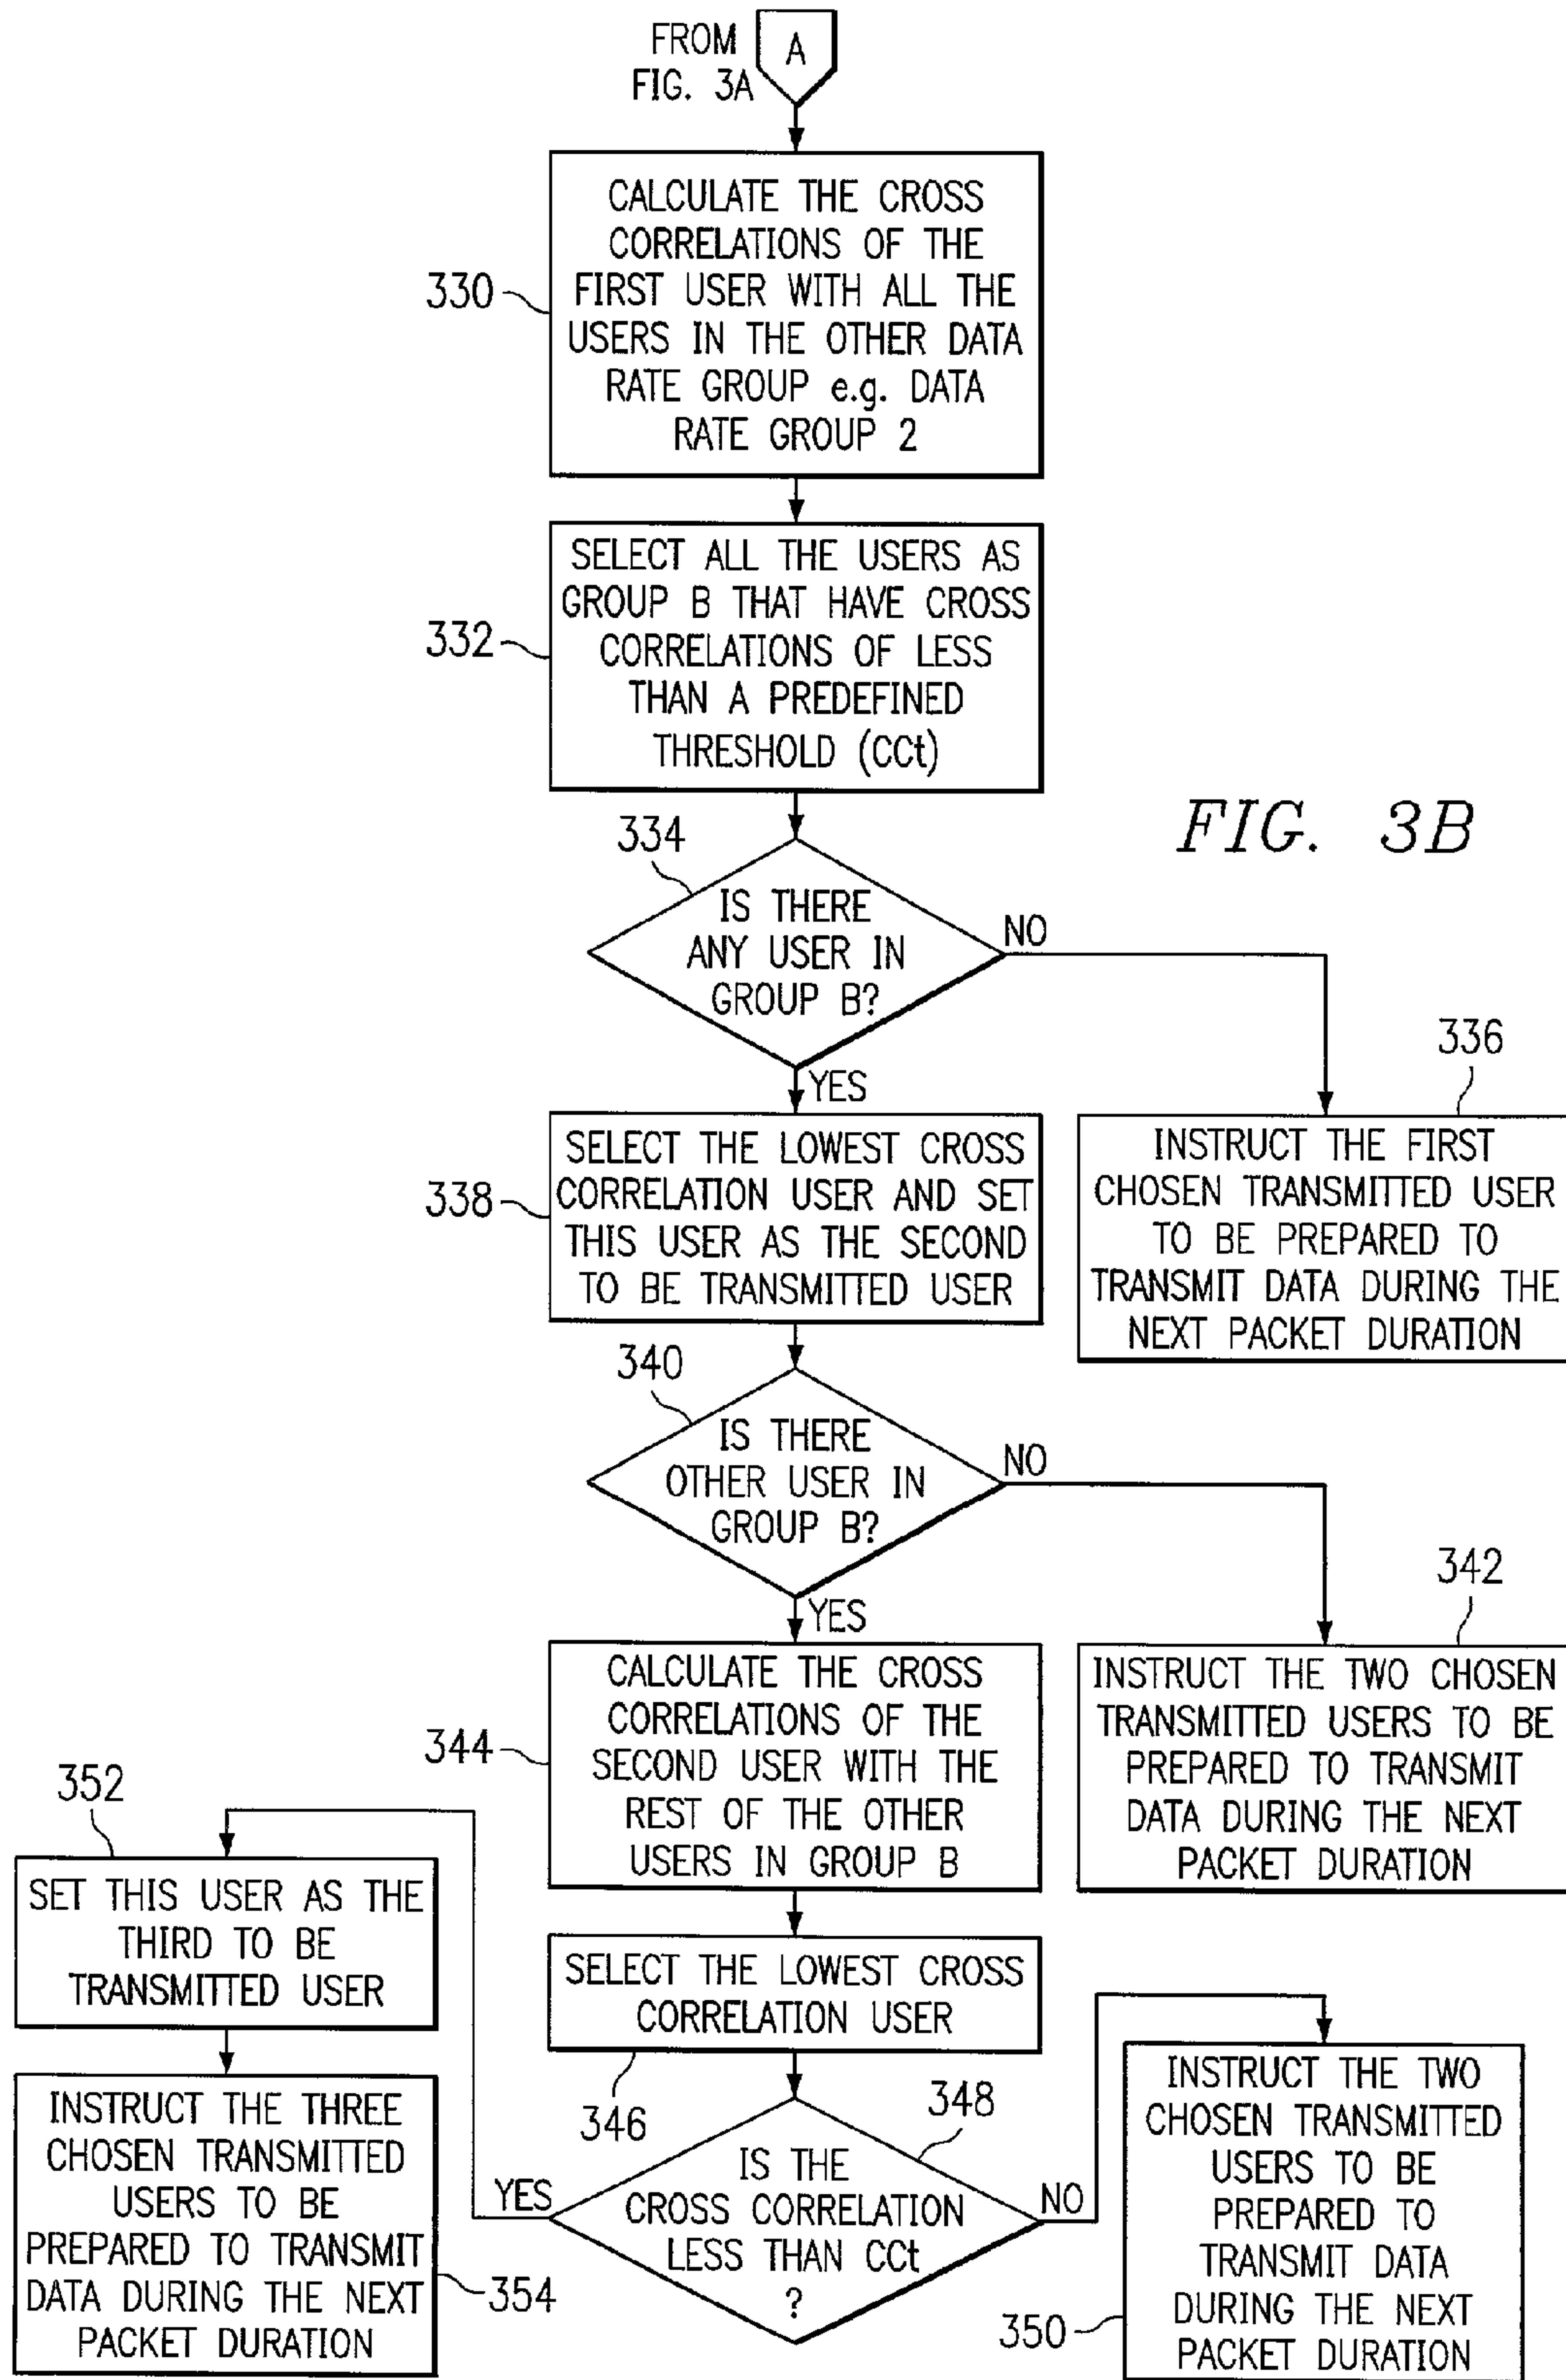 FROM
FIG. 3A
A
330
CALCULATE THE CROSS
CORRELATIONS OF THE
FIRST USER WITH ALL THE
USERS IN THE OTHER DATA
RATE GROUP e.g. DATA
RATE GROUP 2
332
SELECT ALL THE USERS AS
GROUP B THAT HAVE CROSS
CORRELATIONS OF LESS
THAN A PREDEFINED
THRESHOLD (CCt)
FIG. 3B
334
IS THERE
ANY USER IN
GROUP B?
NO
YES
336
INSTRUCT THE FIRST
CHOSEN TRANSMITTED USER
TO BE PREPARED TO
TRANSMIT DATA DURING THE
NEXT PACKET DURATION
338
SELECT THE LOWEST CROSS
CORRELATION USER AND SET
THIS USER AS THE SECOND
TO BE TRANSMITTED USER
340
IS THERE
OTHER USER IN
GROUP B?
NO
YES
342
INSTRUCT THE TWO CHOSEN
TRANSMITTED USERS TO BE
PREPARED TO TRANSMIT
DATA DURING THE NEXT
PACKET DURATION
344
CALCULATE THE CROSS
CORRELATIONS OF THE
SECOND USER WITH THE
REST OF THE OTHER
USERS IN GROUP B
346
SELECT THE LOWEST CROSS
CORRELATION USER
348
IS THE
CROSS CORRELATION
LESS THAN CCt
?
YES
NO
352
SET THIS USER AS THE
THIRD TO BE
TRANSMITTED USER
INSTRUCT THE THREE
CHOSEN TRANSMITTED
USERS TO BE
PREPARED TO TRANSMIT
DATA DURING THE NEXT
PACKET DURATION
354
350
INSTRUCT THE TWO
CHOSEN TRANSMITTED
USERS TO BE
PREPARED TO
TRANSMIT DATA
DURING THE NEXT
PACKET DURATION